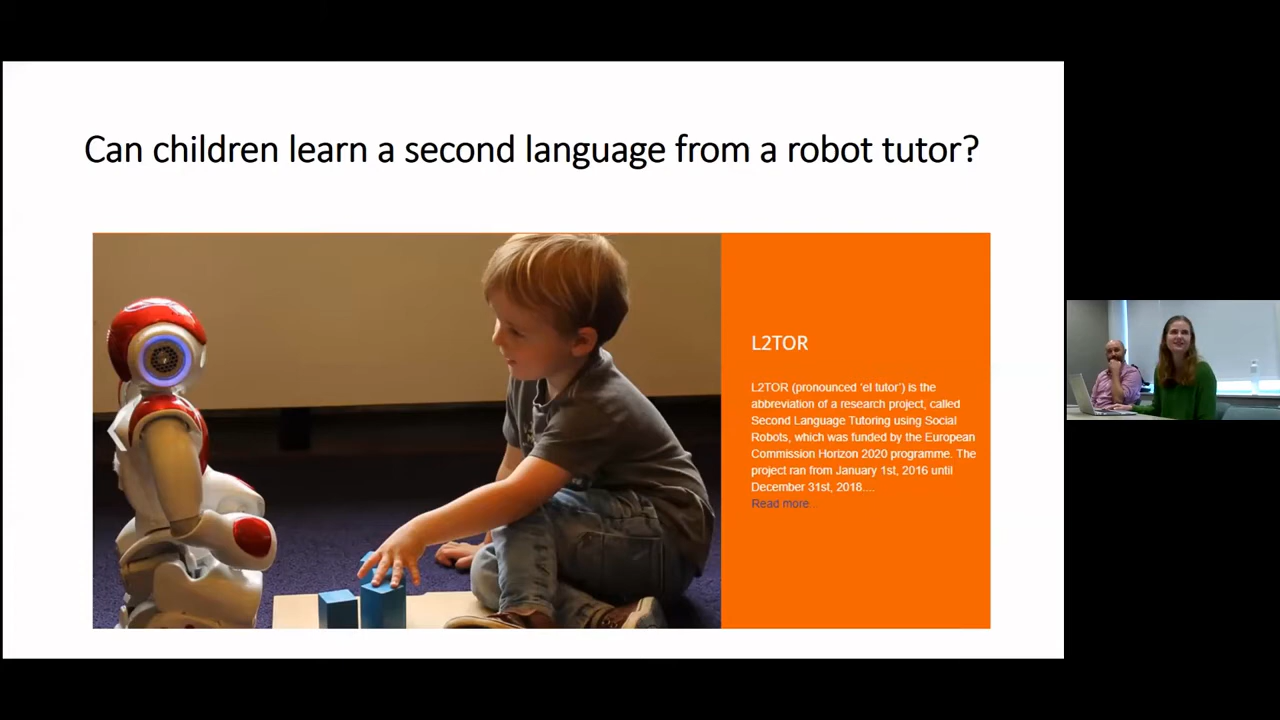 Can children learn a second language from a robot tutor?
L2TOR
L2TOR (pronounced 'el tutor') is the
abbreviation of a research project, called
Second Language Tutoring using Social
Robots, which was funded by the European
Commission Horizon 2020 programme. The
project ran from January 1st, 2016 until
December 31st, 2018....
Read more...